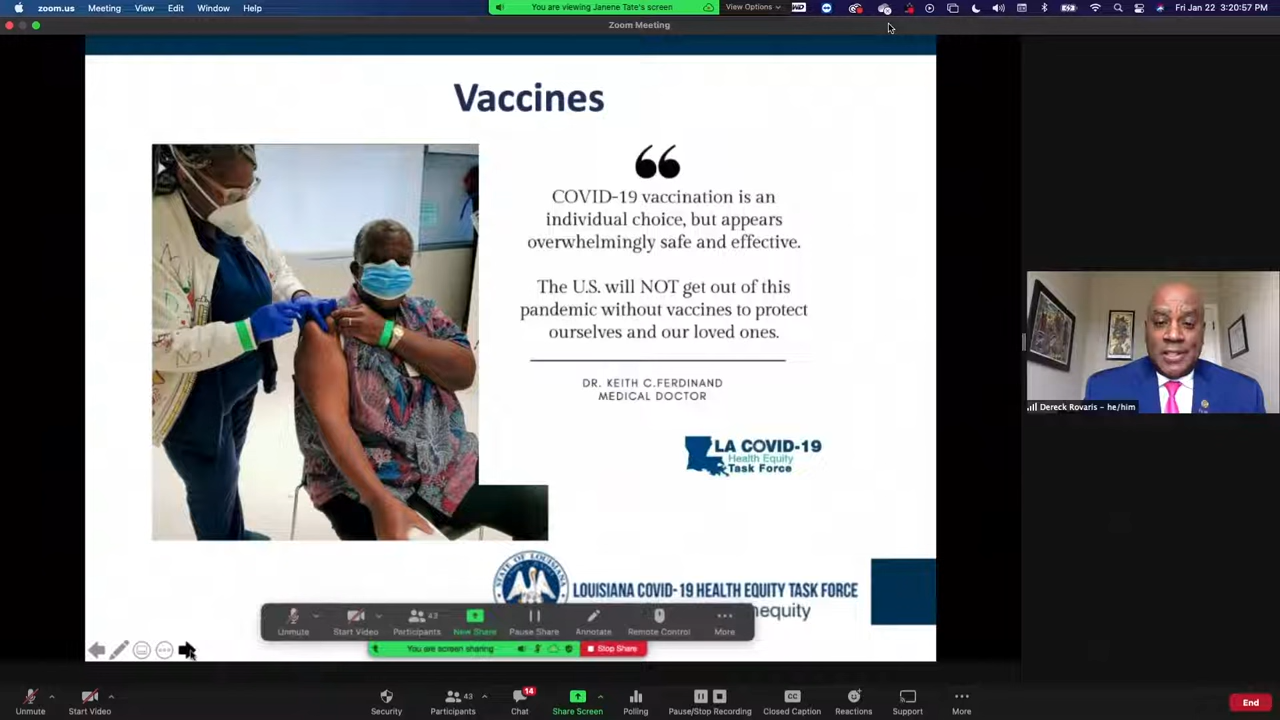 zoom.us Meeting View Edit Window Help
You are viewing Janene Tate's screen
View Options
Fri Jan 22 3:20:57 PM
Zoom Meeting
Vaccines
COVID-19 vaccination is an
individual choice, but appears
overwhelmingly safe and effective.
The U.S. will NOT get out of this
pandemic without vaccines to protect
ourselves and our loved ones.
DR. KEITH C.FERDINAND
MEDICAL DOCTOR
LA COVID-19
Health Equity
Task Force
Dereck Rovaris - he/him
STATE OF LOUISIANA
LOUISIANA COVID-19 HEALTH EQUITY TASK FORCE
43
Unmute Start Video Participants New Share Pause Share Annotate Remote Control More
You are screen sharing Stop Share
43 14
Unmute Start Video Security Participants Chat Share Screen Polling Pause/Stop Recording Closed Caption Reactions Support More End